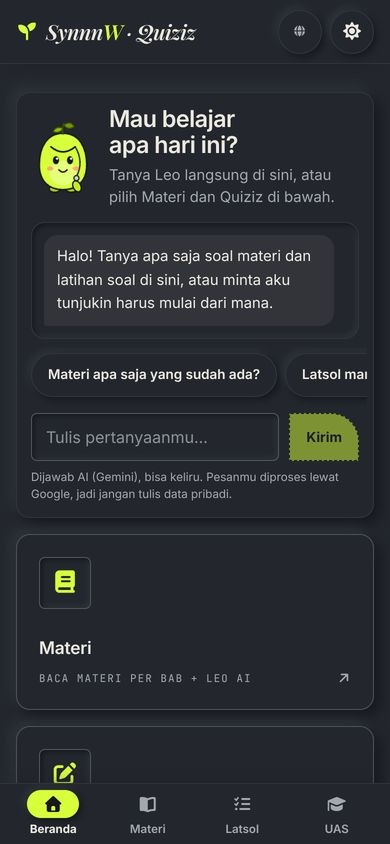 SynnnW · Quiziz
Mau belajar
apa hari ini?
Tanya Leo langsung di sini, atau
pilih Materi dan Quiziz di bawah.
Halo! Tanya apa saja soal materi dan
latihan soal di sini, atau minta aku
tunjukin harus mulai dari mana.
Materi apa saja yang sudah ada?
Latsol
Tulis pertanyaanmu...
Kirim
Dijawab AI (Gemini), bisa keliru. Pesanmu diproses lewat
Google, jadi jangan tulis data pribadi.
Materi
BACA MATERI PER BAB + LEO AI
Beranda
Materi
Latsol
UAS